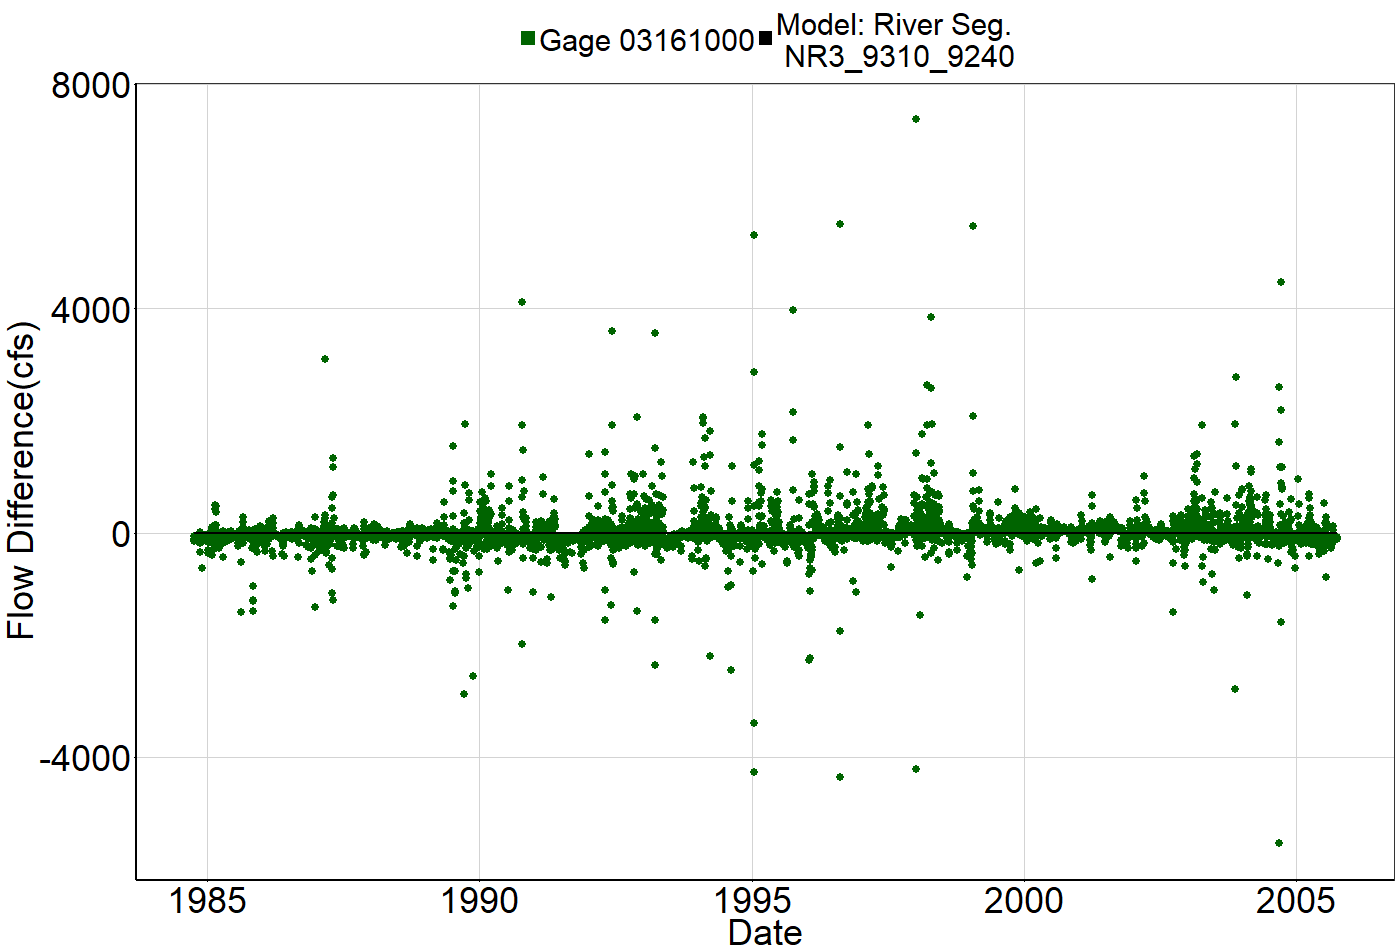 Gage 03161000
Model: River Seg.
NR3_9310_9240
8000
4000
0
-4000
Flow Difference(cfs)
1985 1990 1995 2000 2005
Date